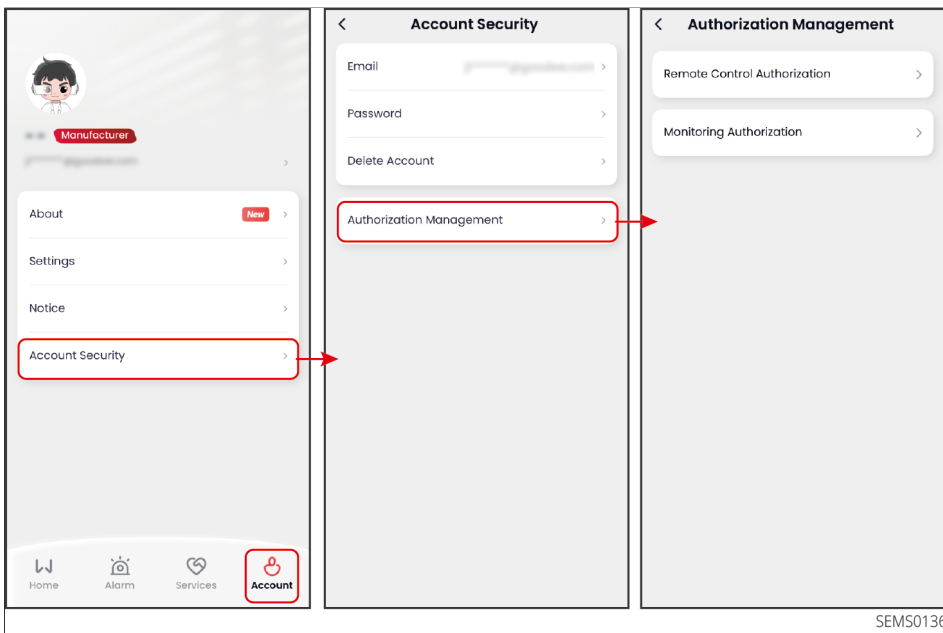 Manufacturer
About
New
Settings
Notice
Account Security
Home
Alarm
Services
Account
Account Security
Email
Password
Delete Account
Authorization Management
Authorization Management
Remote Control Authorization
Monitoring Authorization
SEMS0136